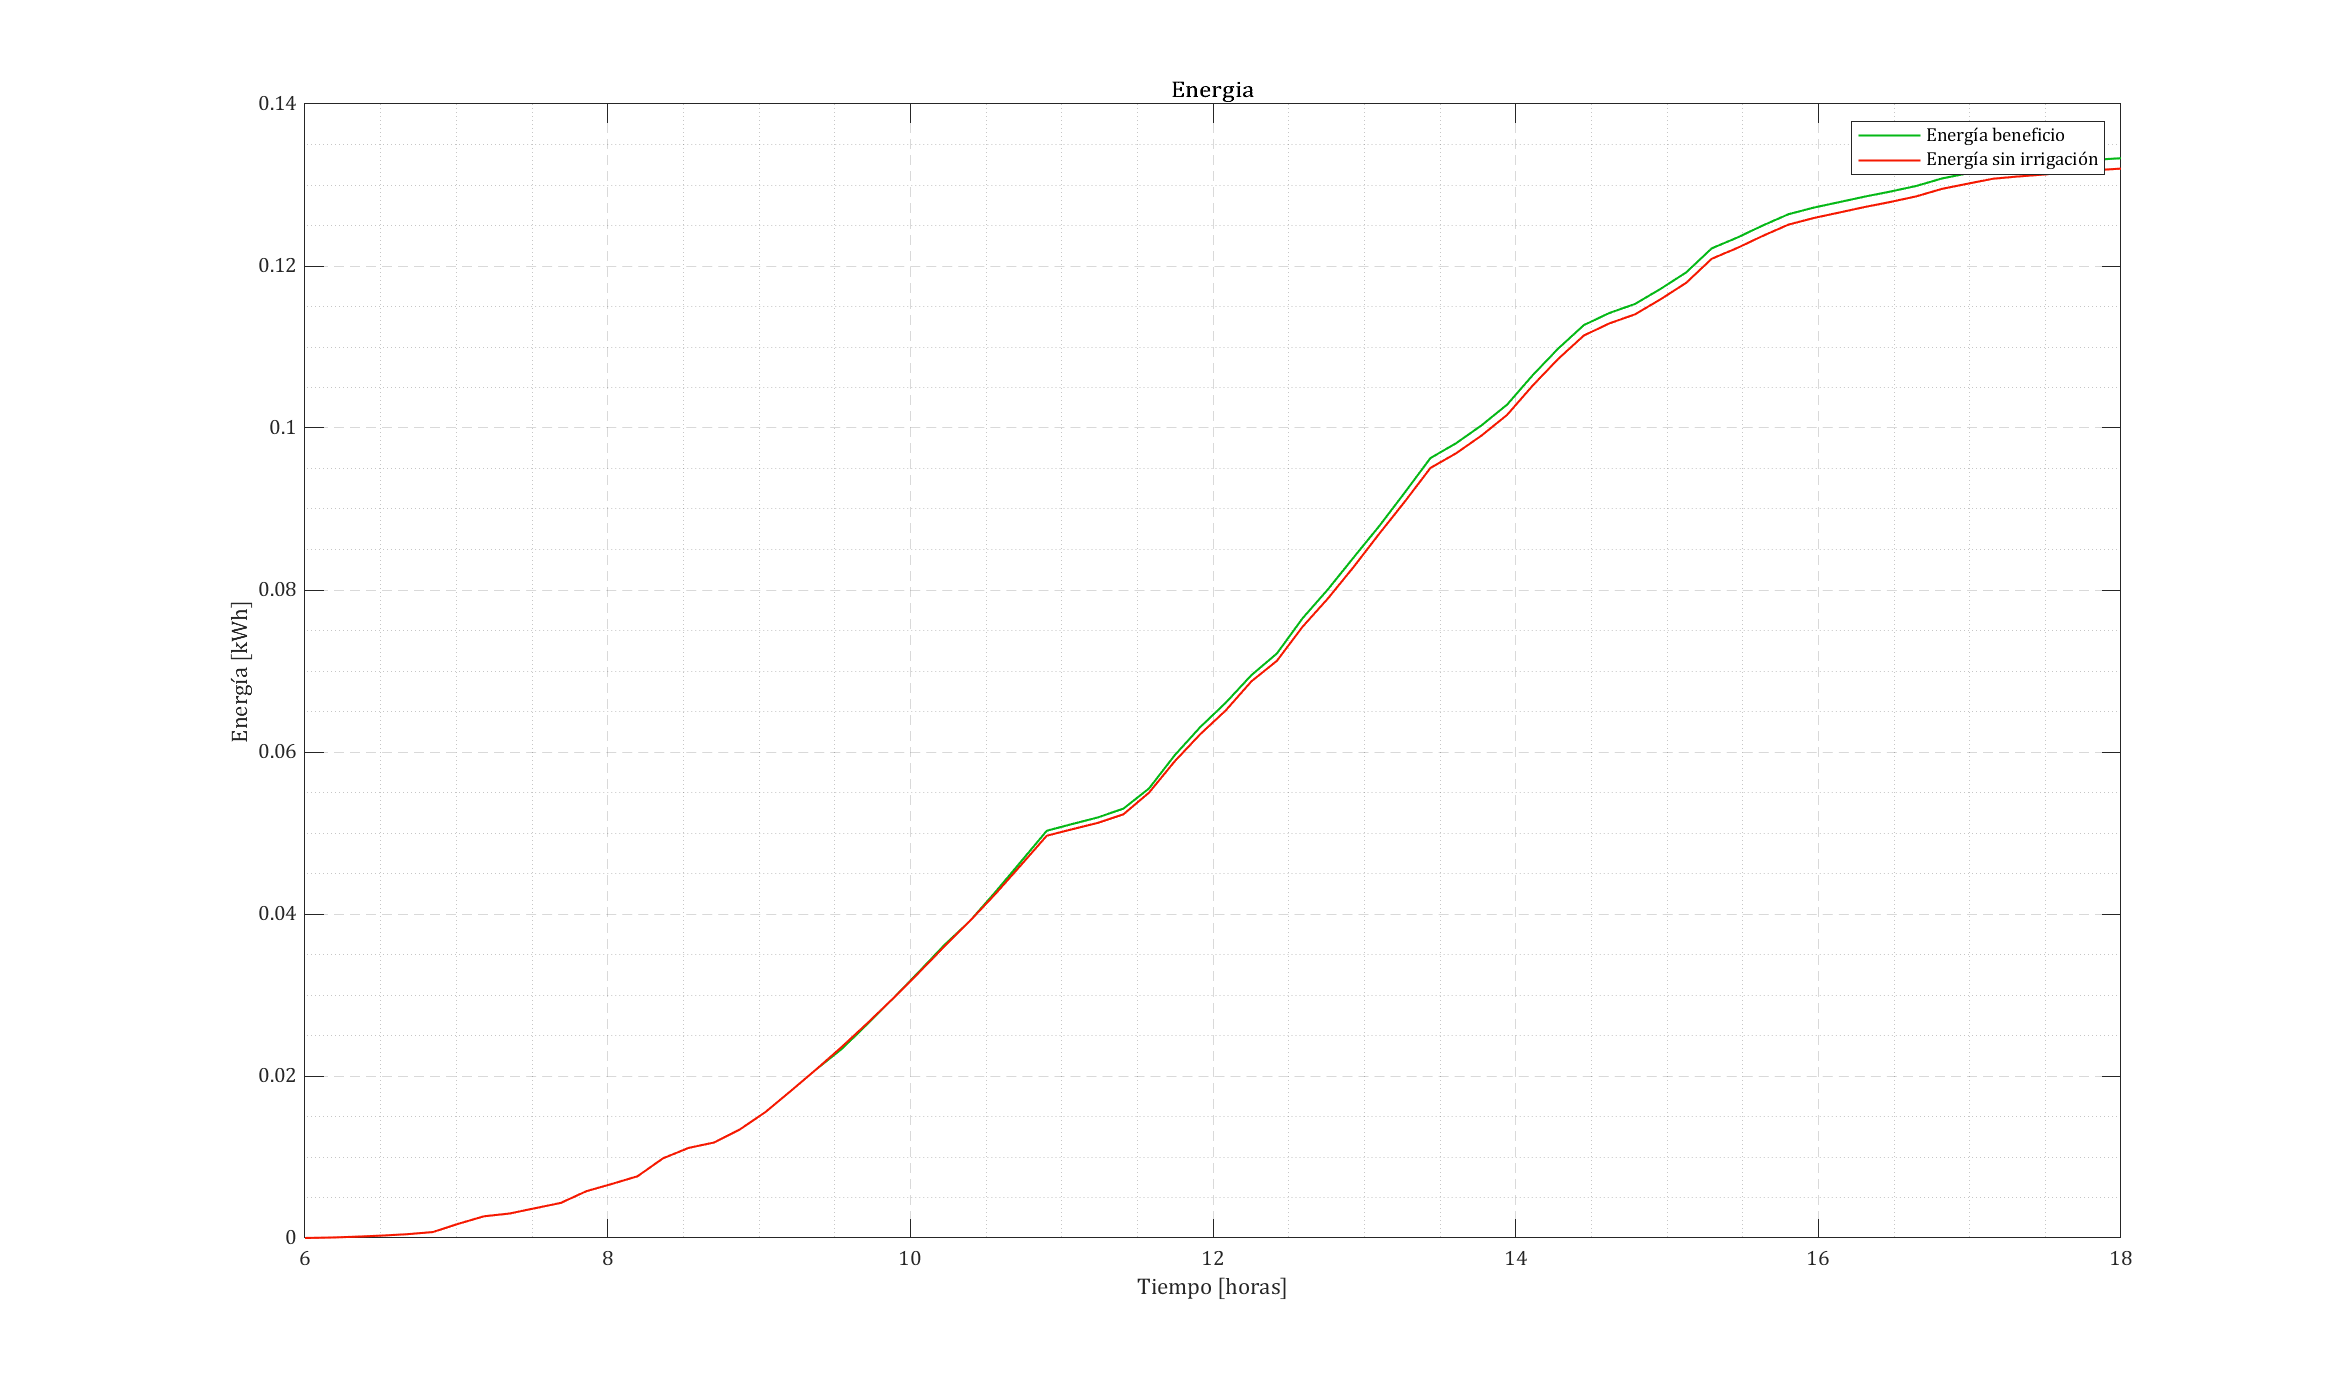 Energia
0.14
0.12
0.1
0.08
0.06
0.04
0.02
0
Energía [kWh]
Energía beneficio
Energía sin irrigación
6 8 10 12 14 16 18
Tiempo [horas]